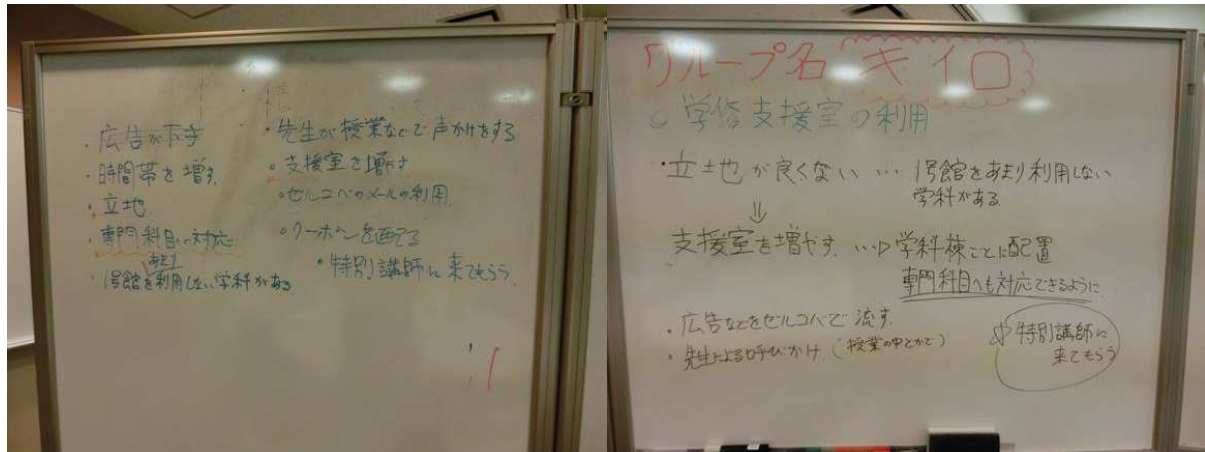 ・広告が下手
・時間帯を増す
・立地
・専門科目に対応
あまり
・1号館を利用しない学科がある
・先生が授業などで声かけをする
・支援室を増やす
・セルコバのメールの利用
・クーポンを
・特別講師に来てもらう
グループ名 キイロ
○学修支援室の利用
・立地が良くない … 1号館をあまり利用しない
学科がある
⇓
支援室を増やす …▷ 学科棟ごとに配置
専門科目へも対応できるように
・広告などをセルコバで流す
・先生による呼びかけ(授業の中とかで)
特別講師に
来てもらう